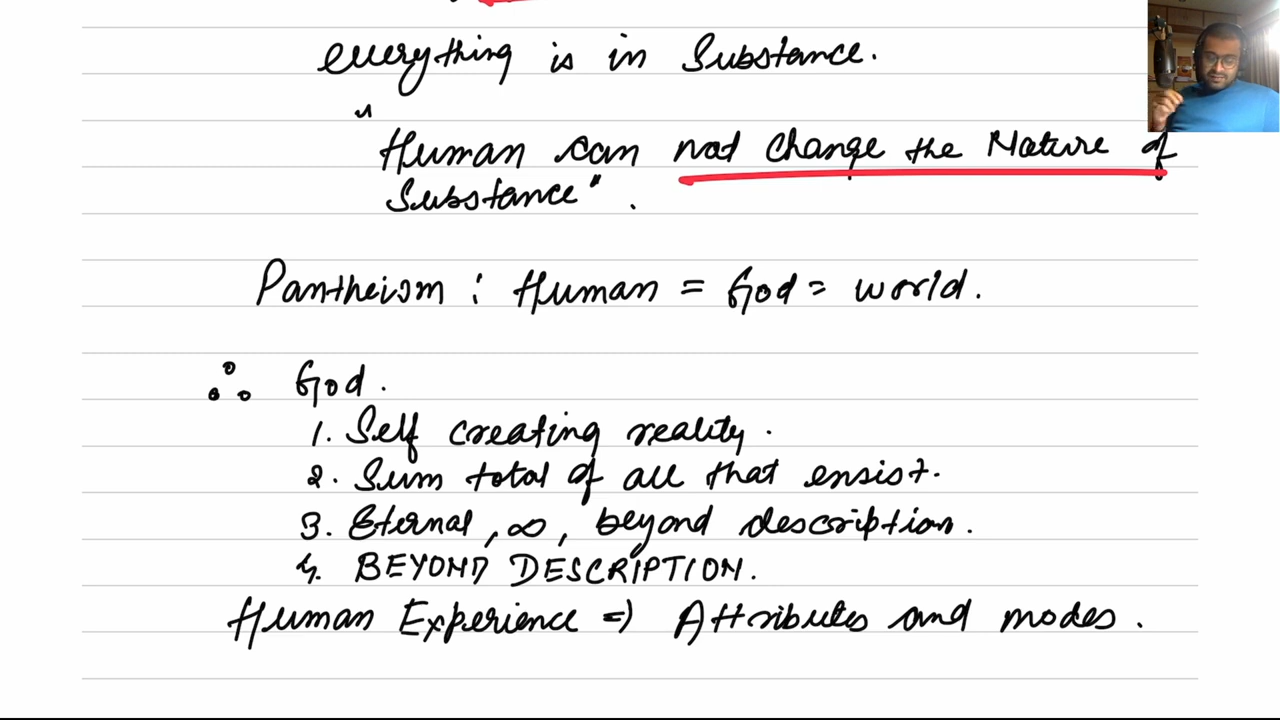 everything is in Substance.
"Human can not change the Nature of
Substance".
Pantheism : Human = God = world.
∴ God.
1. Self creating reality.
2. Sum total of all that ensist.
3. Eternal, ∞, beyond description.
4. BEYOND DESCRIPTION.
Human Experience => Attributes and modes.